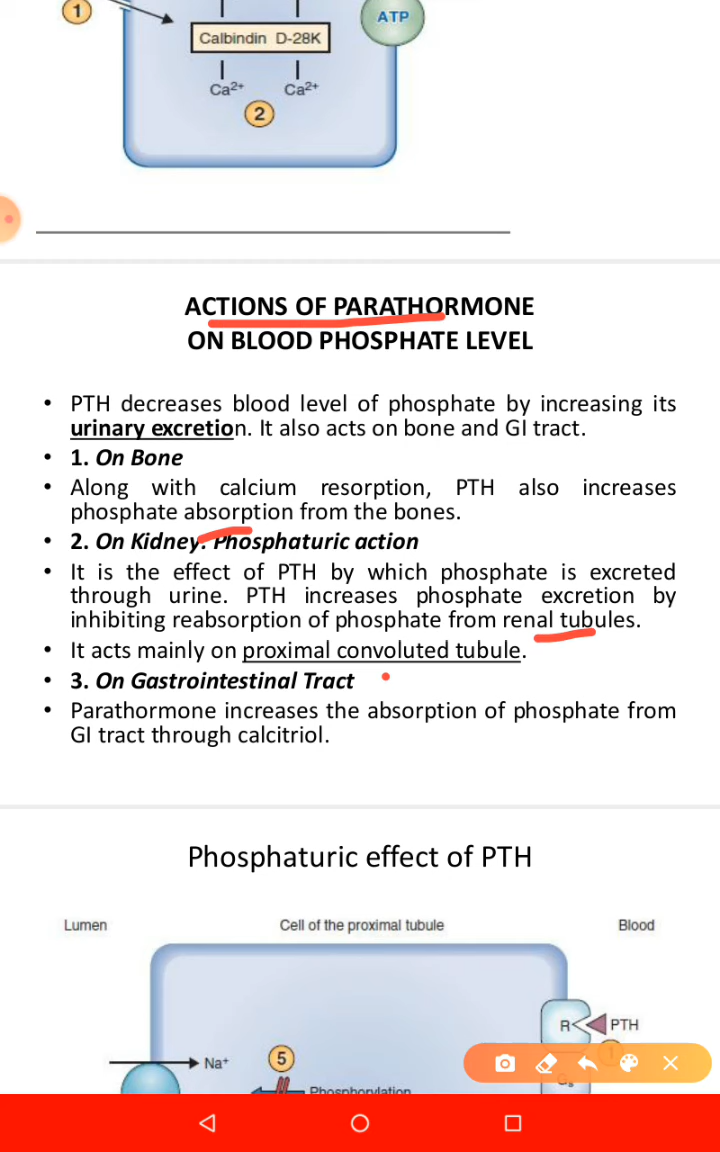 1
ATP
Calbindin D-28K
Ca2+ Ca2+
2
ACTIONS OF PARATHORMONE
ON BLOOD PHOSPHATE LEVEL
• PTH decreases blood level of phosphate by increasing its
urinary excretion. It also acts on bone and GI tract.
• 1. On Bone
• Along with calcium resorption, PTH also increases
phosphate absorption from the bones.
• 2. On Kidney: Phosphaturic action
• It is the effect of PTH by which phosphate is excreted
through urine. PTH increases phosphate excretion by
inhibiting reabsorption of phosphate from renal tubules.
• It acts mainly on proximal convoluted tubule.
• 3. On Gastrointestinal Tract
• Parathormone increases the absorption of phosphate from
GI tract through calcitriol.
Phosphaturic effect of PTH
Lumen Cell of the proximal tubule Blood
R PTH
1
Na+ 5
Phosphorylation